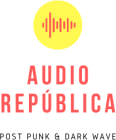 AUDIO
REPÚBLICA
POST PUNK & DARK WAVE